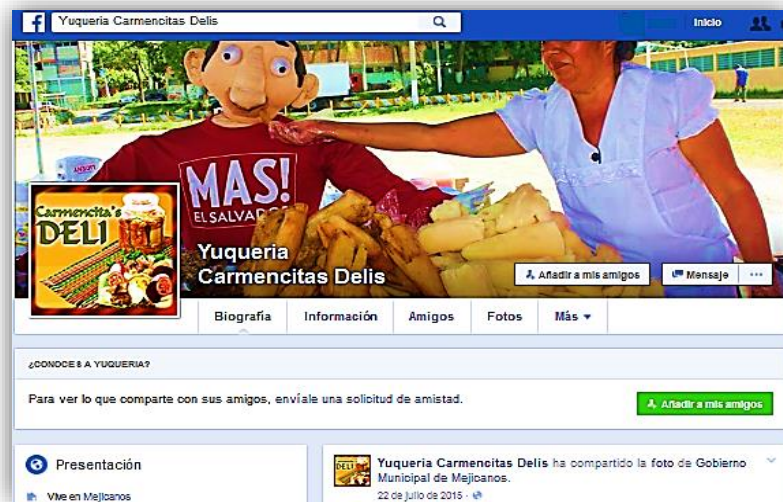 Yuqueria Carmencitas Delis
Inicio
MAS!
EL SALVADOR
Carmencita's
DELI
Yuqueria
Carmencitas Delis
Añadir a mis amigos
Mensaje
Biografía
Información
Amigos
Fotos
Más
¿CONOCES A YUQUERIA?
Para ver lo que comparte con sus amigos, envíale una solicitud de amistad.
Añadir a mis amigos
Presentación
Vive en Mejicanos
DELI
Yuqueria Carmencitas Delis ha compartido la foto de Gobierno
Municipal de Mejicanos.
22 de julio de 2015